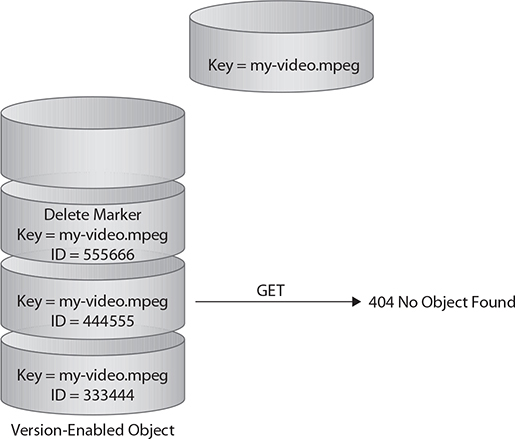 Key = my-video.mpeg
Delete Marker
Key = my-video.mpeg
ID = 555666
Key = my-video.mpeg
ID = 444555
GET
404 No Object Found
Key = my-video.mpeg
ID = 333444
Version-Enabled Object